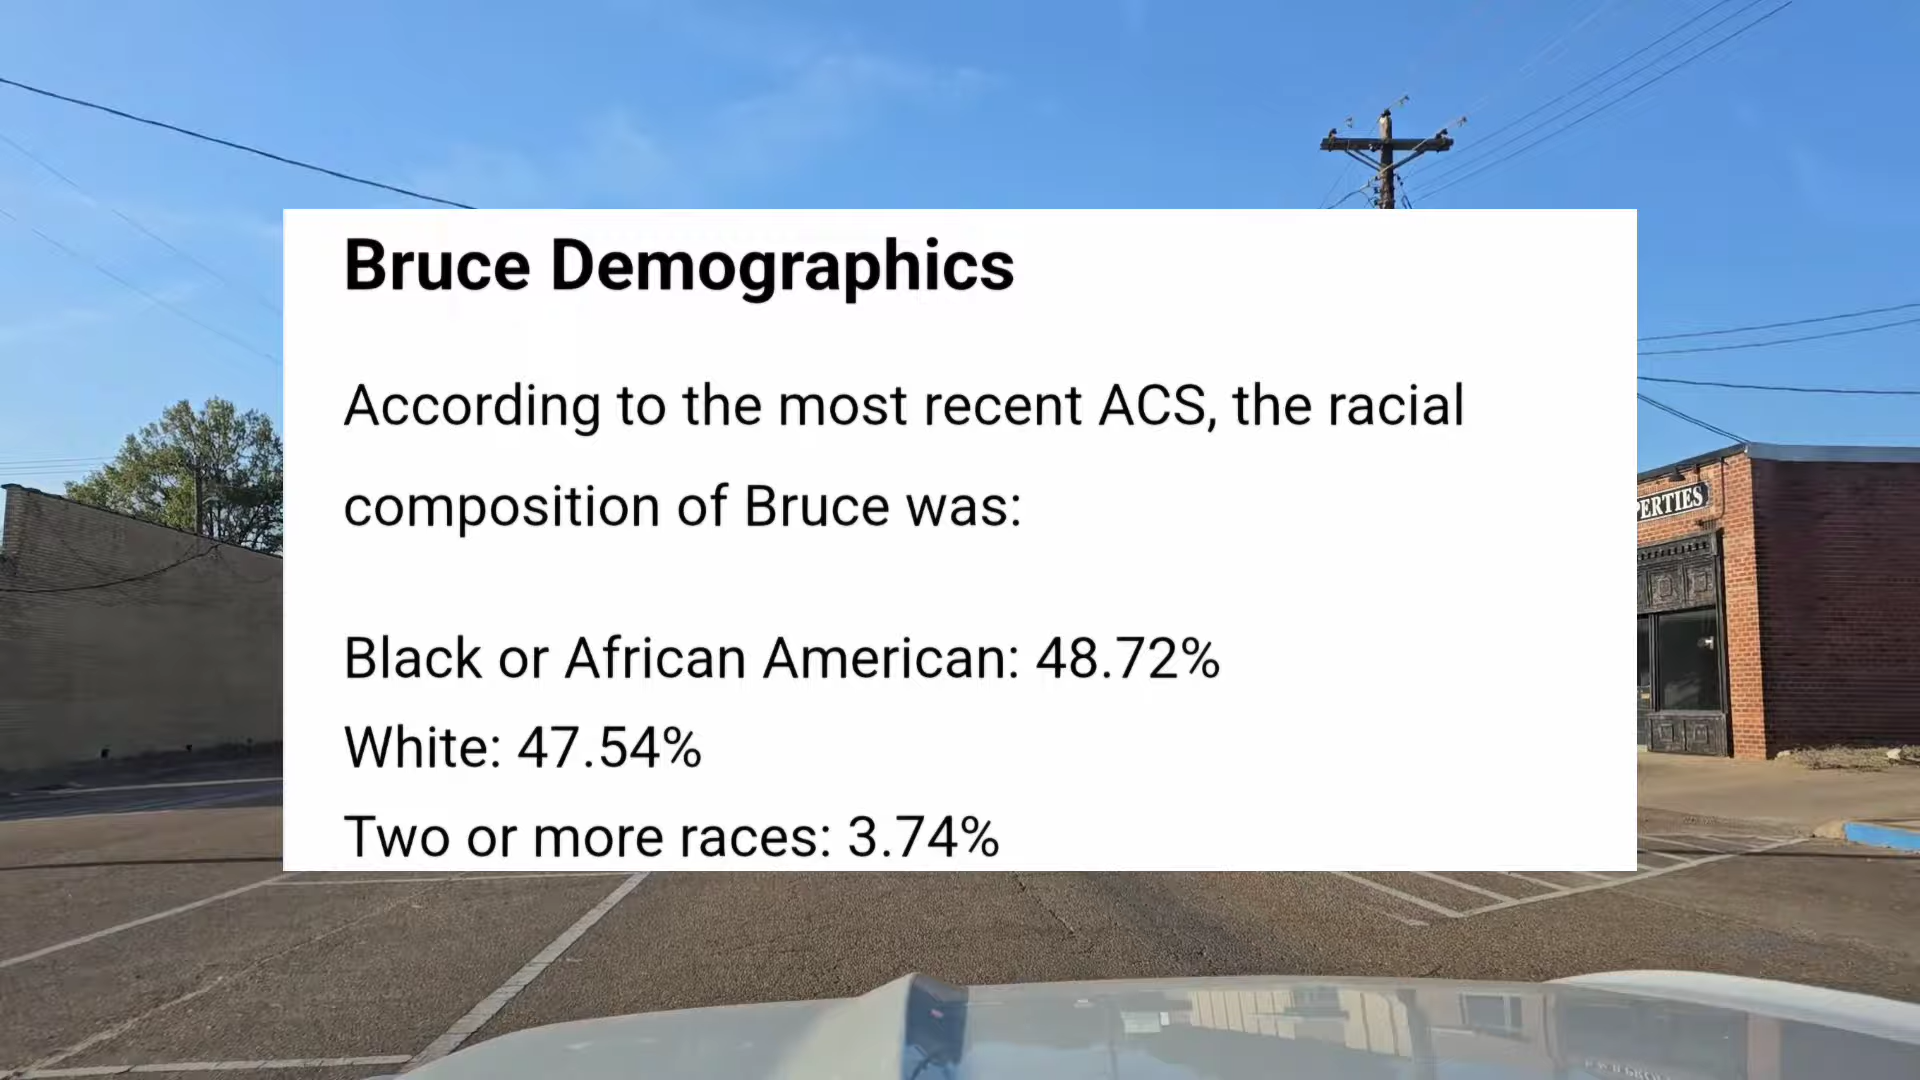 Bruce Demographics
According to the most recent ACS, the racial
composition of Bruce was:
Black or African American: 48.72%
White: 47.54%
Two or more races: 3.74%
PERTIES